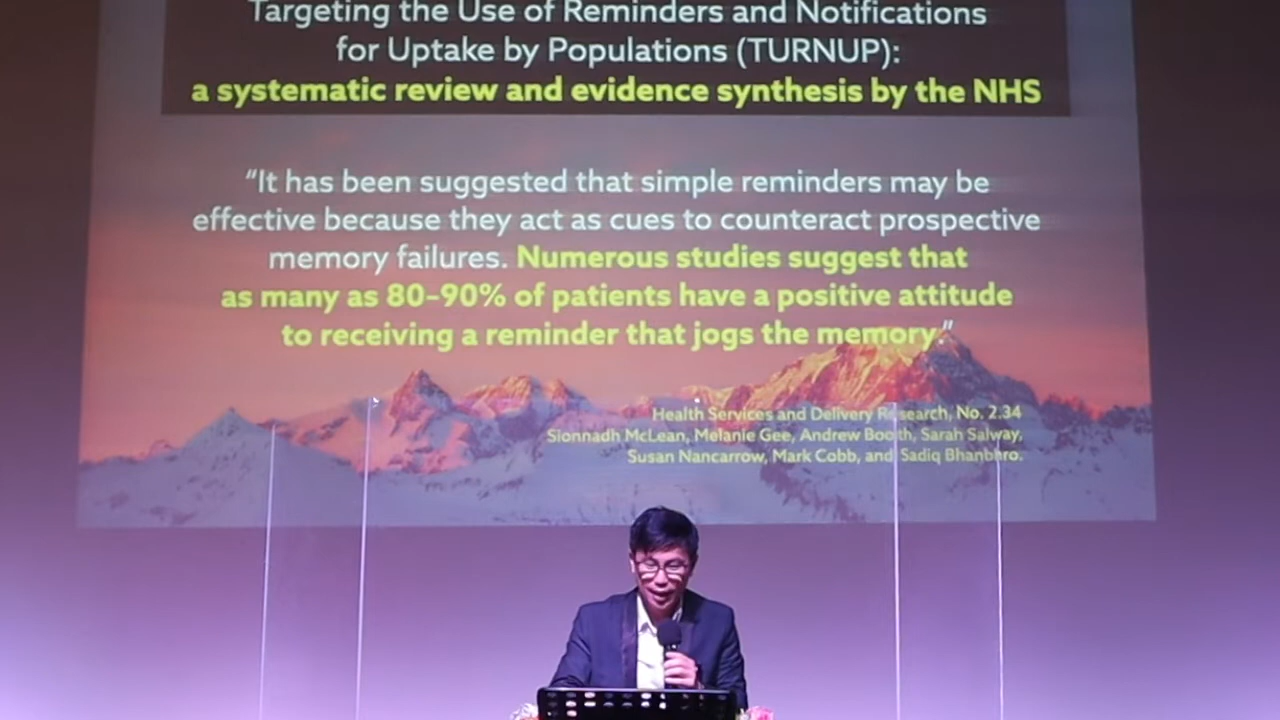 Targeting the Use of Reminders and Notifications
for Uptake by Populations (TURNUP):
a systematic review and evidence synthesis by the NHS
“It has been suggested that simple reminders may be
effective because they act as cues to counteract prospective
memory failures. Numerous studies suggest that
as many as 80–90% of patients have a positive attitude
to receiving a reminder that jogs the memory.”
Health Services and Delivery Research, No. 2.34
Sionnadh McLean, Melanie Gee, Andrew Booth, Sarah Salway,
Susan Nancarrow, Mark Cobb, and Sadiq Bhanbhro.